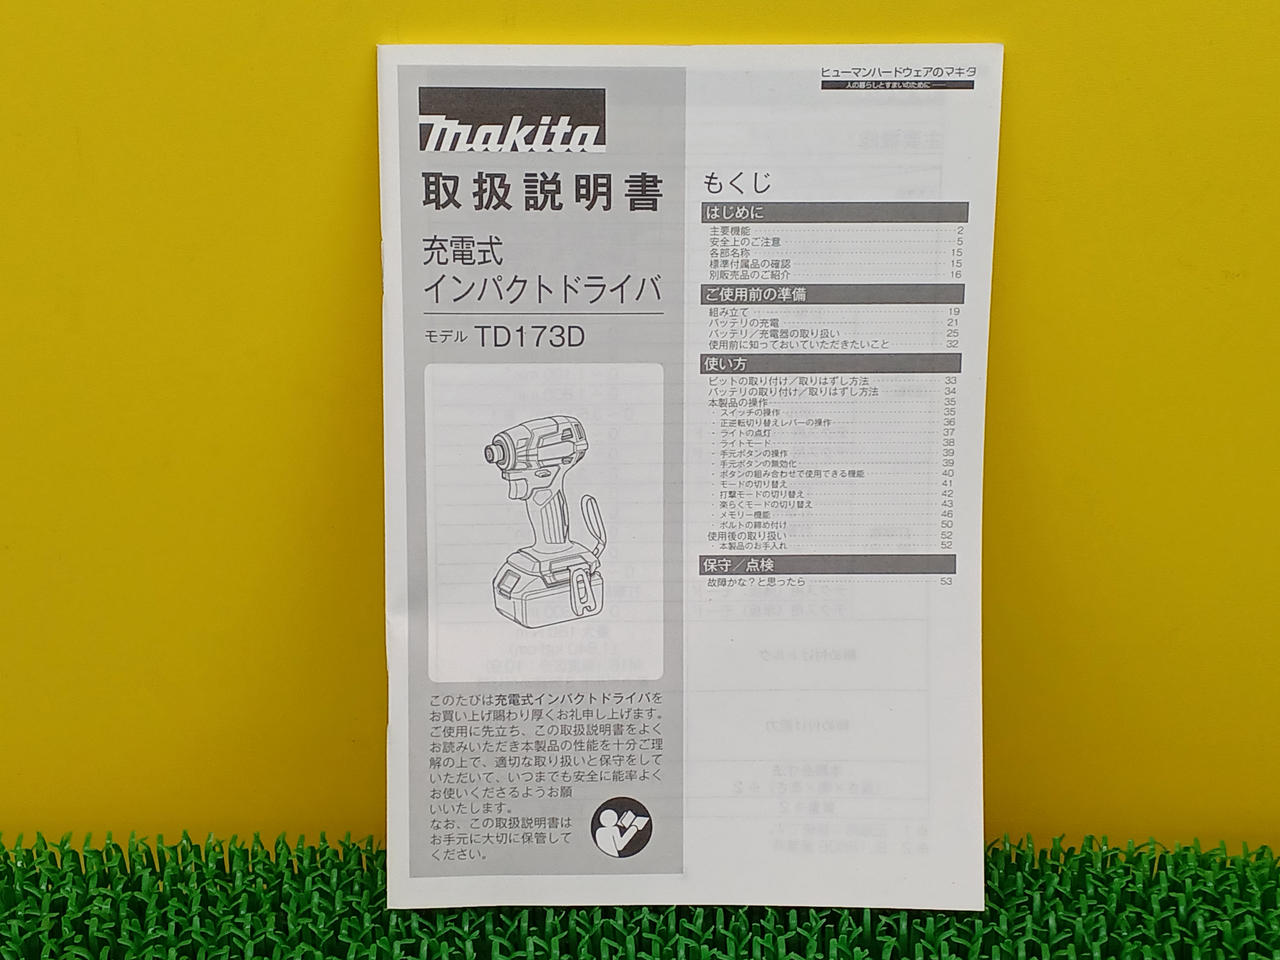 makita
取扱説明書
充電式
インパクトドライバ
モデル TD173D
このたびは充電式インパクトドライバを
お買い上げ賜わり厚くお礼申し上げます。
ご使用に先立ち、この取扱説明書をよく
お読みいただき本製品の性能を十分ご理
解の上で、適切な取り扱いと保守をして
いただいて、いつまでも安全に能率よく
お使いくださるようお願
いいたします。
なお、この取扱説明書は
お手元に大切に保管して
ください。
ヒューマンハードウェアのマキタ
人の暮らしとすまいのために
もくじ
はじめに
主要機能 2
安全上のご注意 5
各部名称 15
標準付属品の確認 15
別販売品のご紹介 16
ご使用前の準備
組み立て 19
バッテリの充電 21
バッテリ／充電器の取り扱い 25
使用前に知っておいていただきたいこと 32
使い方
ビットの取り付け／取りはずし方法 33
バッテリの取り付け／取りはずし方法 34
本製品の操作 35
・ スイッチの操作 35
・ 正逆転切り替えレバーの操作 36
・ ライトの点灯 37
・ ライトモード 38
・ 手元ボタンの操作 39
・ 手元ボタンの無効化 39
・ ボタンの組み合わせで使用できる機能 40
・ モードの切り替え 41
・ 打撃モードの切り替え 42
・ 楽らくモードの切り替え 43
・ メモリー機能 46
・ ボルトの締め付け 50
使用後の取り扱い 52
・ 本製品のお手入れ 52
保守／点検
故障かな？と思ったら 53